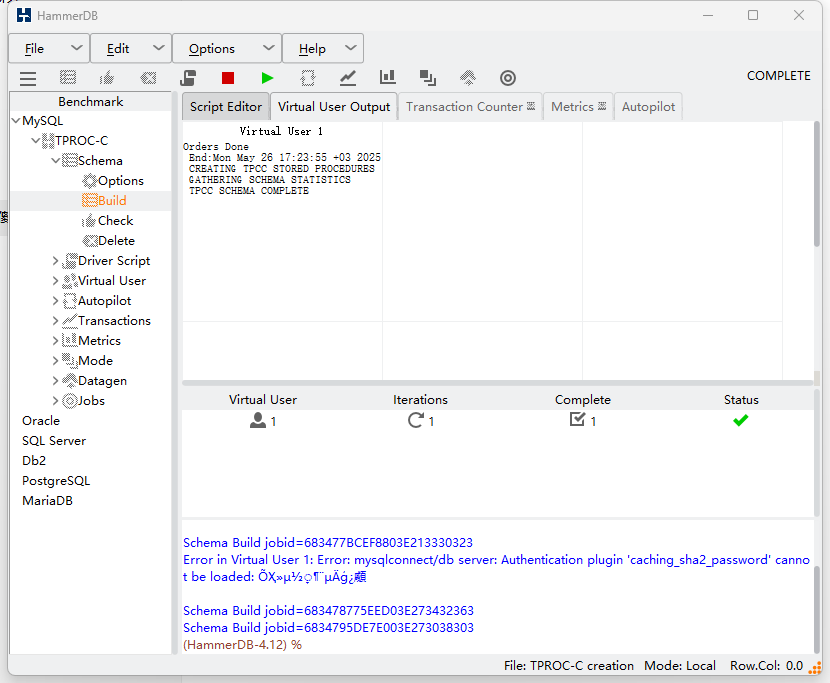 HammerDB
File Edit Options Help
COMPLETE
Benchmark
MySQL
TPROC-C
Schema
Options
Build
Check
Delete
Driver Script
Virtual User
Autopilot
Transactions
Metrics
Mode
Datagen
Jobs
Oracle
SQL Server
Db2
PostgreSQL
MariaDB
Script Editor Virtual User Output Transaction Counter Metrics Autopilot
Virtual User 1
Orders Done
End:Mon May 26 17:23:55 +03 2025
CREATING TPCC STORED PROCEDURES
GATHERING SCHEMA STATISTICS
TPCC SCHEMA COMPLETE
Virtual User Iterations Complete Status
1 1 1
Schema Build jobid=683477BCEF8803E213330323
Error in Virtual User 1: Error: mysqlconnect/db server: Authentication plugin 'caching_sha2_password' canno
t be loaded:
Schema Build jobid=683478775EED03E273432363
Schema Build jobid=6834795DE7E003E273038303
(HammerDB-4.12) %
File: TPROC-C creation Mode: Local Row.Col: 0.0